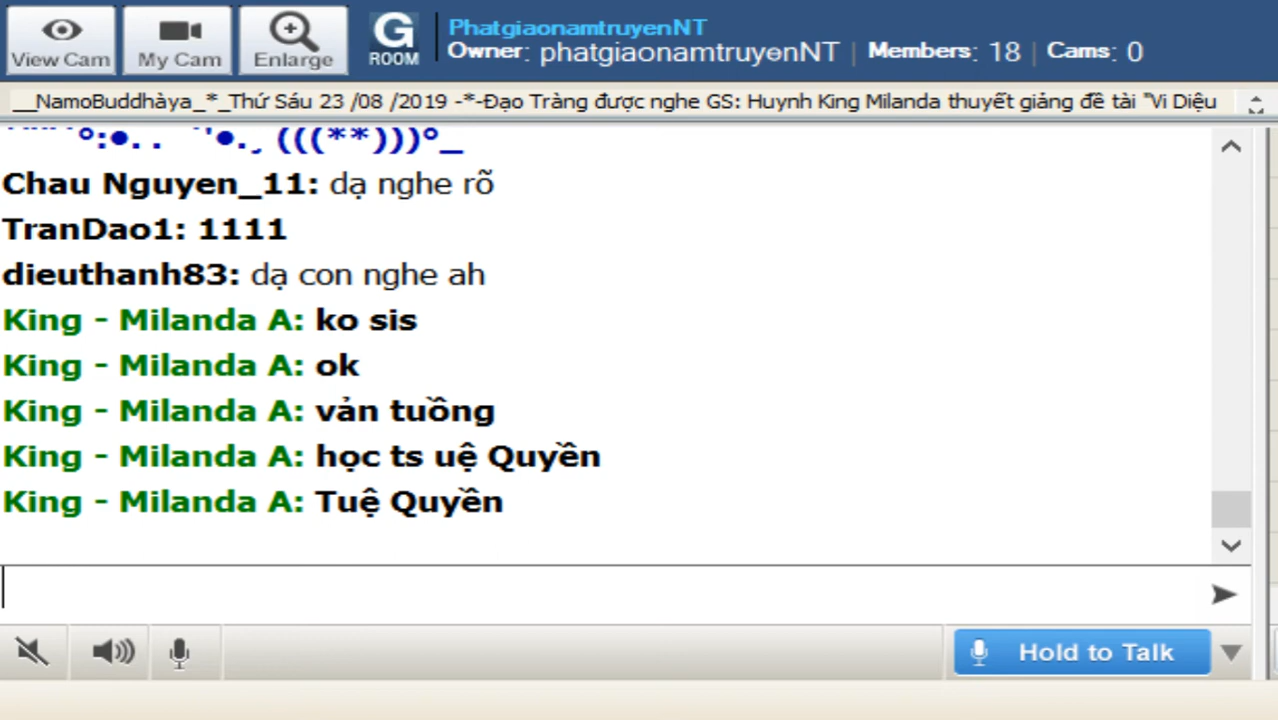 View Cam
My Cam
Enlarge
G
ROOM
PhatgiaonamtruyenNT
Owner: phatgiaonamtruyenNT | Members: 18 | Cams: 0
__NamoBuddhàya_*_Thứ Sáu 23 /08 /2019 -*-Đạo Tràng được nghe GS: Huynh King Milanda thuyết giảng đề tài "Vi Diệu
(((**)))°_
Chau Nguyen_11: dạ nghe rõ
TranDao1: 1111
dieuthanh83: dạ con nghe ah
King - Milanda A: ko sis
King - Milanda A: ok
King - Milanda A: vản tuồng
King - Milanda A: học ts uệ Quyền
King - Milanda A: Tuệ Quyền
Hold to Talk